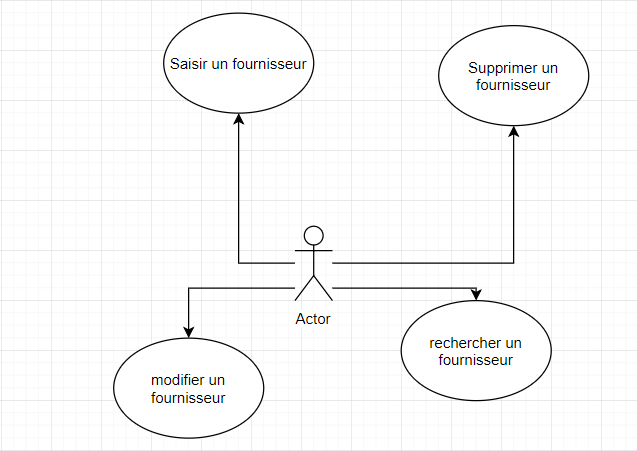 Saisir un fournisseur
Supprimer un
fournisseur
Actor
rechercher un
fournisseur
modifier un
fournisseur